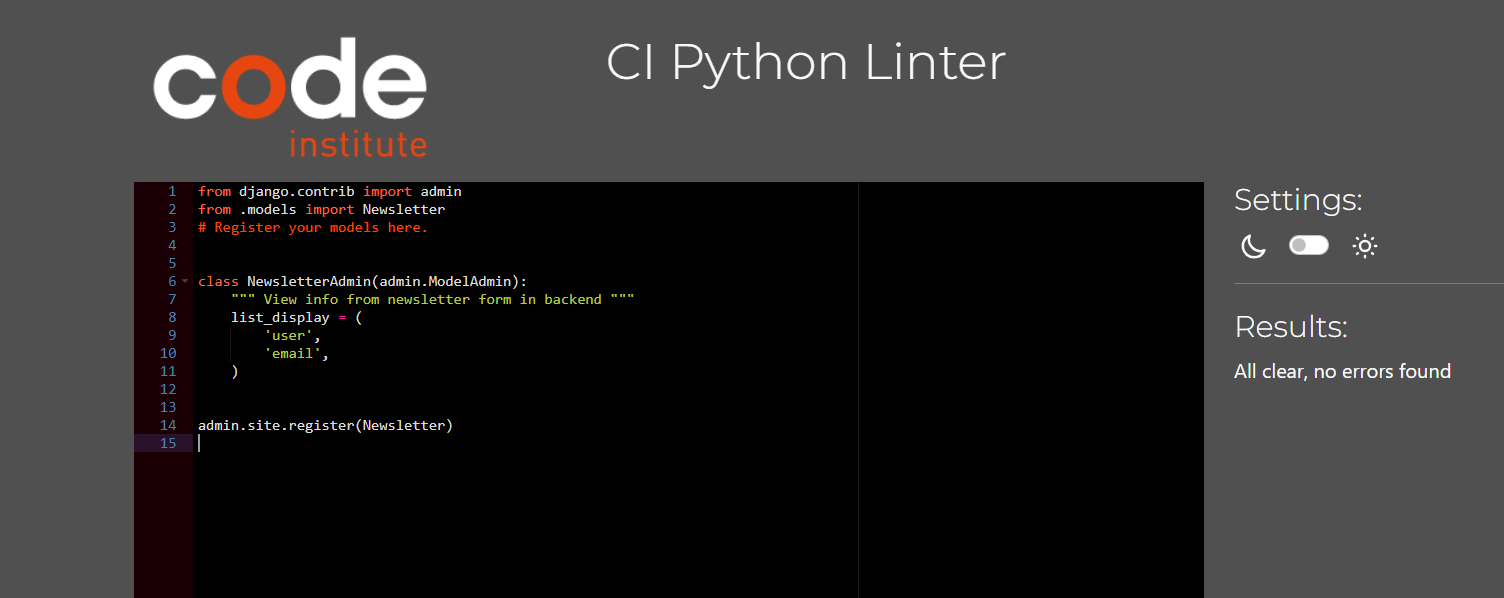 code
institute
CI Python Linter
1 from django.contrib import admin
2 from .models import Newsletter
3 # Register your models here.
4
5
6 class NewsletterAdmin(admin.ModelAdmin):
7     """ View info from newsletter form in backend """
8     list_display = (
9         'user',
10         'email',
11     )
12
13
14 admin.site.register(Newsletter)
15
Settings:
Results:
All clear, no errors found